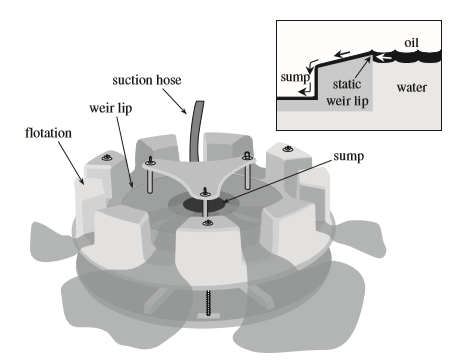 suction hose
weir lip
flotation
sump
oil
sump
static
weir lip
water